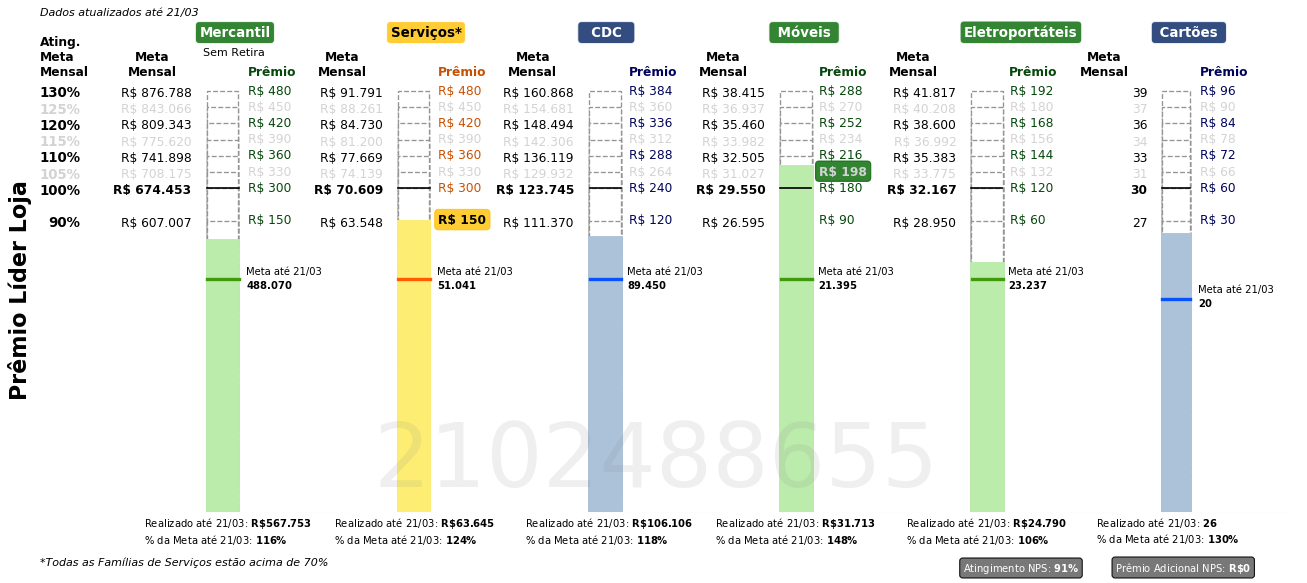 Dados atualizados até 21/03
Mercantil Serviços* CDC Móveis Eletroportáteis Cartões
Sem Retira
Ating. Meta Mensal
Meta Mensal Prêmio Meta Mensal Prêmio Meta Mensal Prêmio Meta Mensal Prêmio Meta Mensal Prêmio Meta Mensal Prêmio
130% R$ 876.788 R$ 480 R$ 91.791 R$ 480 R$ 160.868 R$ 384 R$ 38.415 R$ 288 R$ 41.817 R$ 192 39 R$ 96
125% R$ 843.066 R$ 450 R$ 88.261 R$ 450 R$ 154.681 R$ 360 R$ 36.937 R$ 270 R$ 40.208 R$ 180 37 R$ 90
120% R$ 809.343 R$ 420 R$ 84.730 R$ 420 R$ 148.494 R$ 336 R$ 35.460 R$ 252 R$ 38.600 R$ 168 36 R$ 84
115% R$ 775.620 R$ 390 R$ 81.200 R$ 390 R$ 142.306 R$ 312 R$ 33.982 R$ 234 R$ 36.992 R$ 156 34 R$ 78
110% R$ 741.898 R$ 360 R$ 77.669 R$ 360 R$ 136.119 R$ 288 R$ 32.505 R$ 216 R$ 35.383 R$ 144 33 R$ 72
105% R$ 708.175 R$ 330 R$ 74.139 R$ 330 R$ 129.932 R$ 264 R$ 31.027 R$ 198 R$ 33.775 R$ 132 31 R$ 66
100% R$ 674.453 R$ 300 R$ 70.609 R$ 300 R$ 123.745 R$ 240 R$ 29.550 R$ 180 R$ 32.167 R$ 120 30 R$ 60
90% R$ 607.007 R$ 150 R$ 63.548 R$ 150 R$ 111.370 R$ 120 R$ 26.595 R$ 90 R$ 28.950 R$ 60 27 R$ 30
Prêmio Líder Loja
Meta até 21/03 Meta até 21/03 Meta até 21/03 Meta até 21/03 Meta até 21/03 Meta até 21/03
488.070 51.041 89.450 21.395 23.237 20
2102488655
Realizado até 21/03: R$567.753 Realizado até 21/03: R$63.645 Realizado até 21/03: R$106.106 Realizado até 21/03: R$31.713 Realizado até 21/03: R$24.790 Realizado até 21/03: 26
% da Meta até 21/03: 116% % da Meta até 21/03: 124% % da Meta até 21/03: 118% % da Meta até 21/03: 148% % da Meta até 21/03: 106% % da Meta até 21/03: 130%
*Todas as Famílias de Serviços estão acima de 70%
Atingimento NPS: 91% Prêmio Adicional NPS: R$0